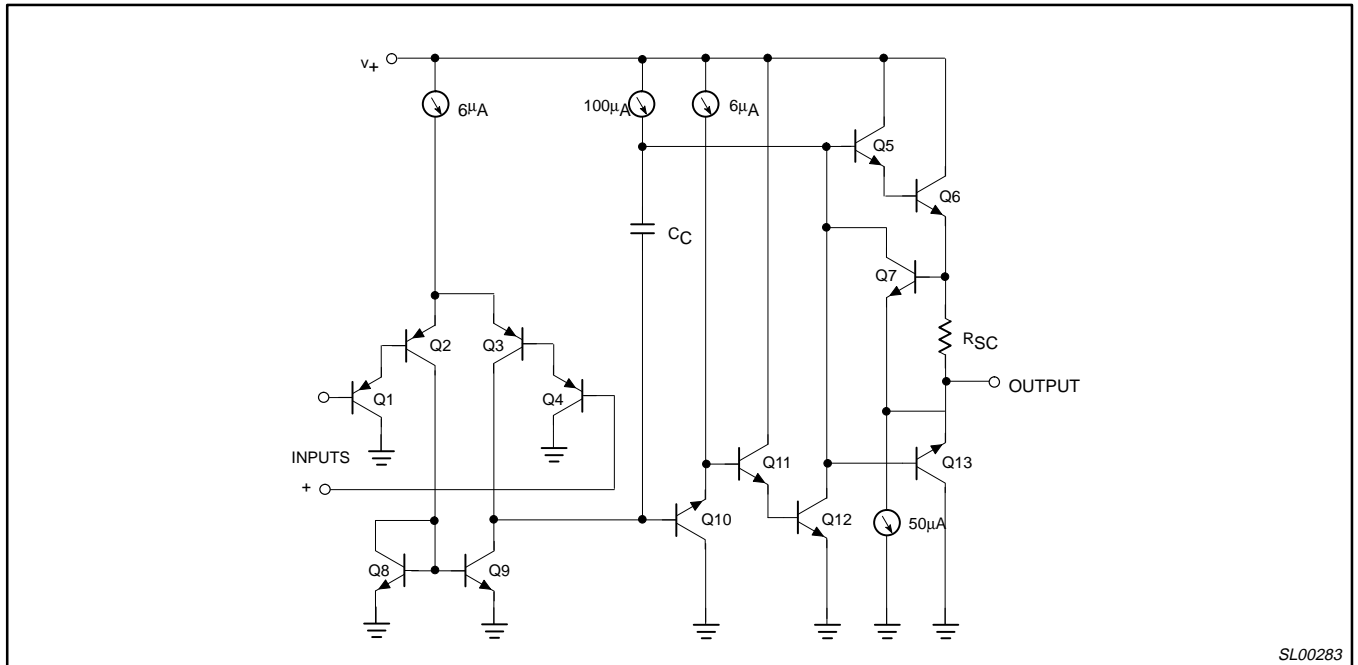 v+
6μA
100μA
6μA
Q5
Q6
CC
Q7
RSC
Q2
Q3
Q1
Q4
OUTPUT
INPUTS
+
Q11
Q13
Q10
Q12
50μA
Q8
Q9
SL00283